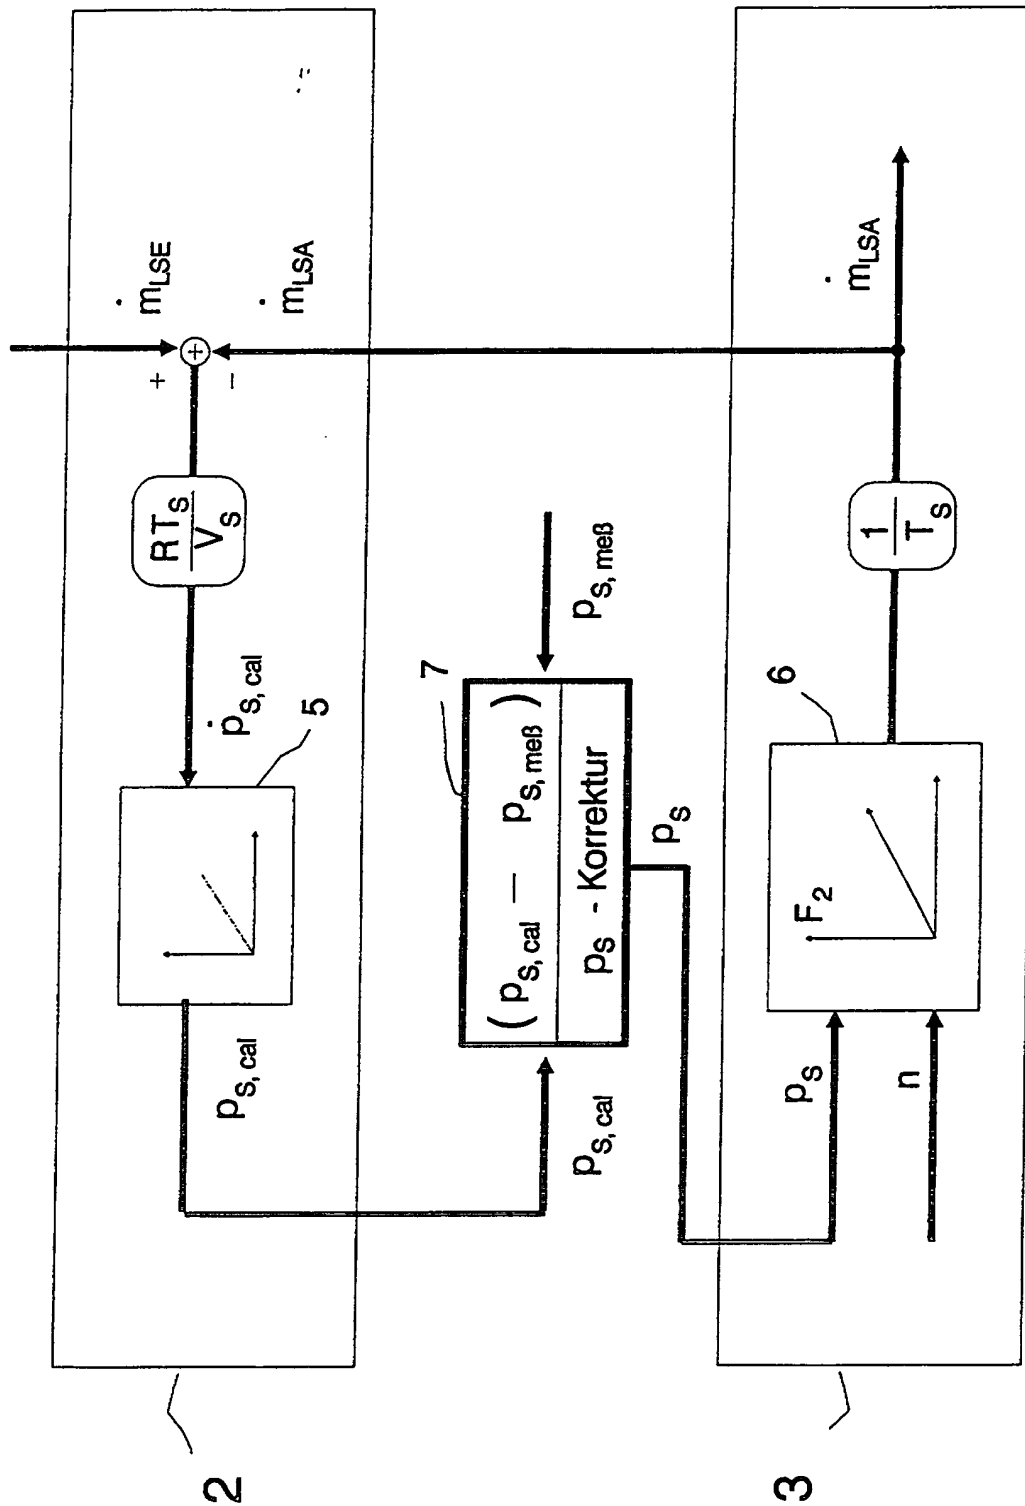 2
ṁLSE
+
+
−
ṁLSA
RTS
VS
ṗS,cal
5
pS,cal
7
pS,meß
( pS,cal − pS,meß )
pS - Korrektur
pS,cal
pS
3
6
F2
pS
n
1
TS
ṁLSA